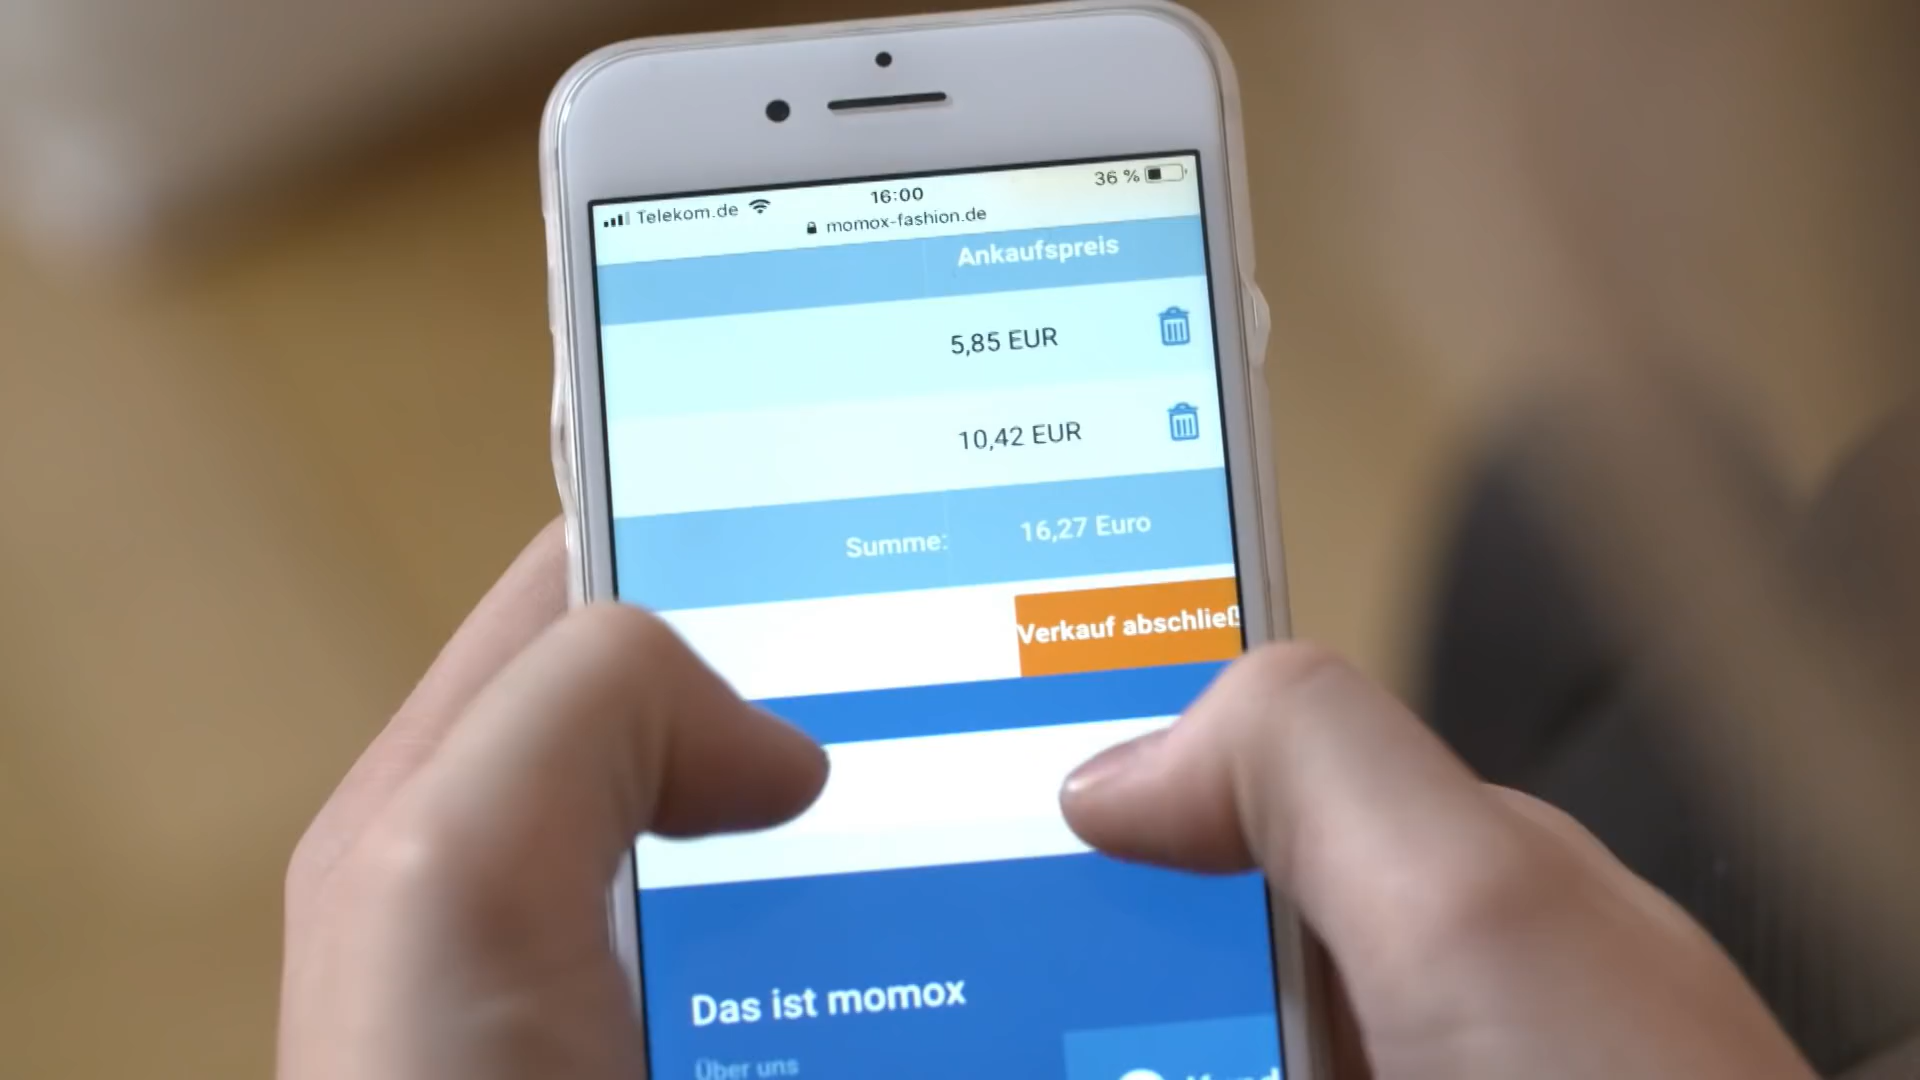 Telekom.de 16:00 36 %
momox-fashion.de
Ankaufspreis
5,85 EUR
10,42 EUR
Summe: 16,27 Euro
Verkauf abschließ
Das ist momox
Über uns